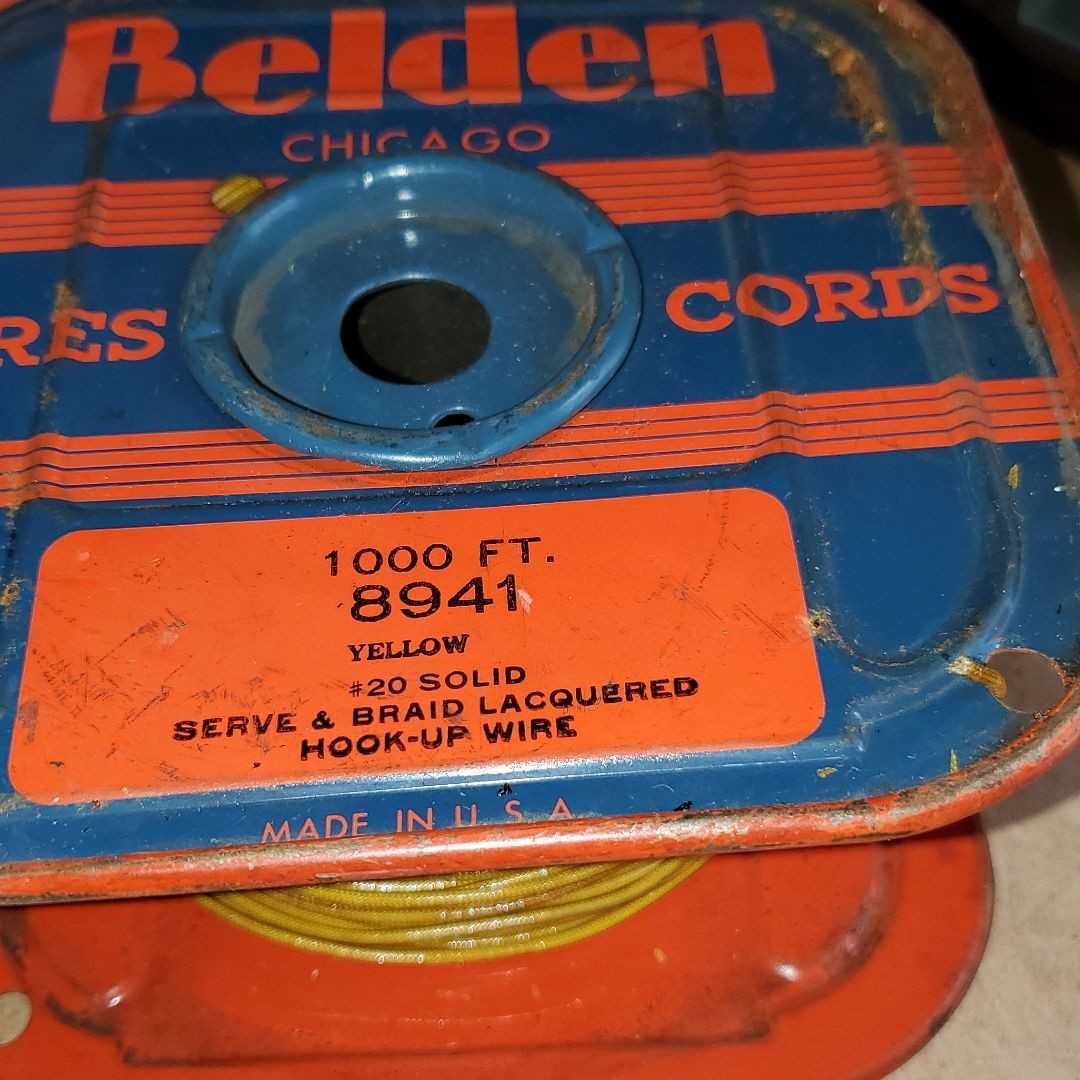 Belden
CHICAGO
RES CORDS
1000 FT.
8941
YELLOW
#20 SOLID
SERVE & BRAID LACQUERED
HOOK-UP WIRE
MADE IN U.S.A.